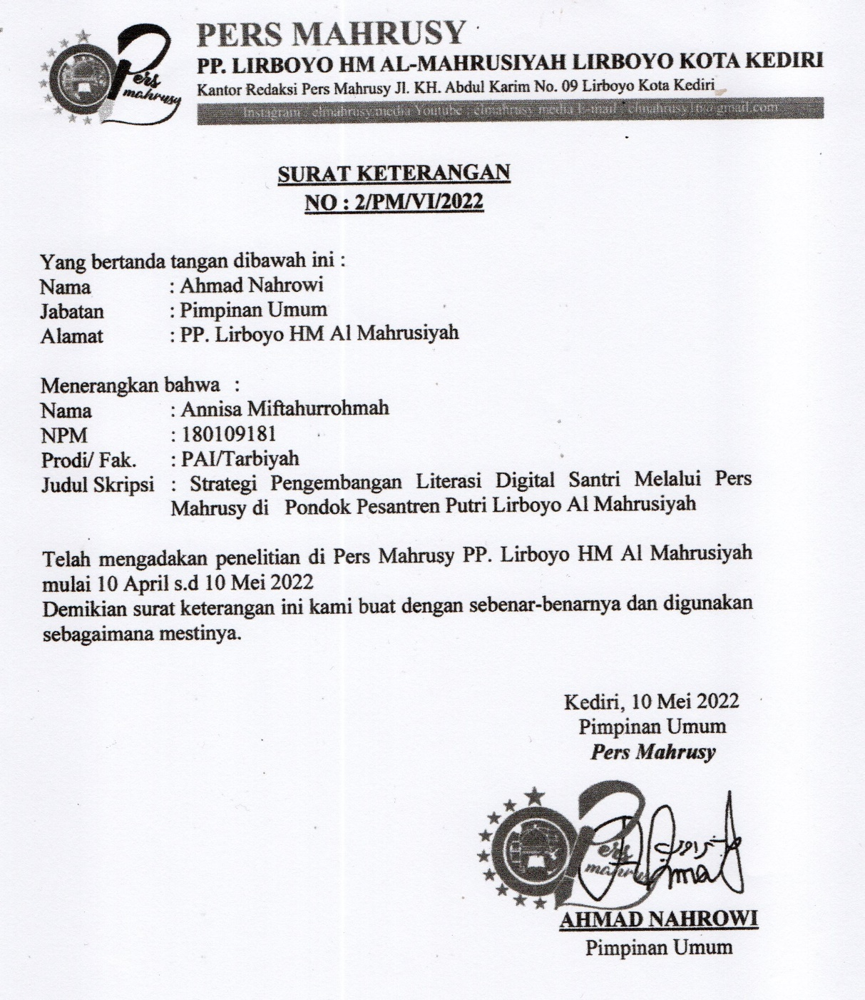 Pers
mahrusy
PERS MAHRUSY
PP. LIRBOYO HM AL-MAHRUSIYAH LIRBOYO KOTA KEDIRI
Kantor Redaksi Pers Mahrusy Jl. KH. Abdul Karim No. 09 Lirboyo Kota Kediri
Instagram : elmahrusy.media Youtube : elmahrusy media E-mail : elmahrusy16@gmail.com
SURAT KETERANGAN
NO : 2/PM/VI/2022
Yang bertanda tangan dibawah ini :
Nama : Ahmad Nahrowi
Jabatan : Pimpinan Umum
Alamat : PP. Lirboyo HM Al Mahrusiyah
Menerangkan bahwa :
Nama : Annisa Miftahurrohmah
NPM : 180109181
Prodi/ Fak. : PAI/Tarbiyah
Judul Skripsi : Strategi Pengembangan Literasi Digital Santri Melalui Pers
Mahrusy di Pondok Pesantren Putri Lirboyo Al Mahrusiyah
Telah mengadakan penelitian di Pers Mahrusy PP. Lirboyo HM Al Mahrusiyah
mulai 10 April s.d 10 Mei 2022
Demikian surat keterangan ini kami buat dengan sebenar-benarnya dan digunakan
sebagaimana mestinya.
Kediri, 10 Mei 2022
Pimpinan Umum
Pers Mahrusy
Pers
mahrusy
AHMAD NAHROWI
Pimpinan Umum